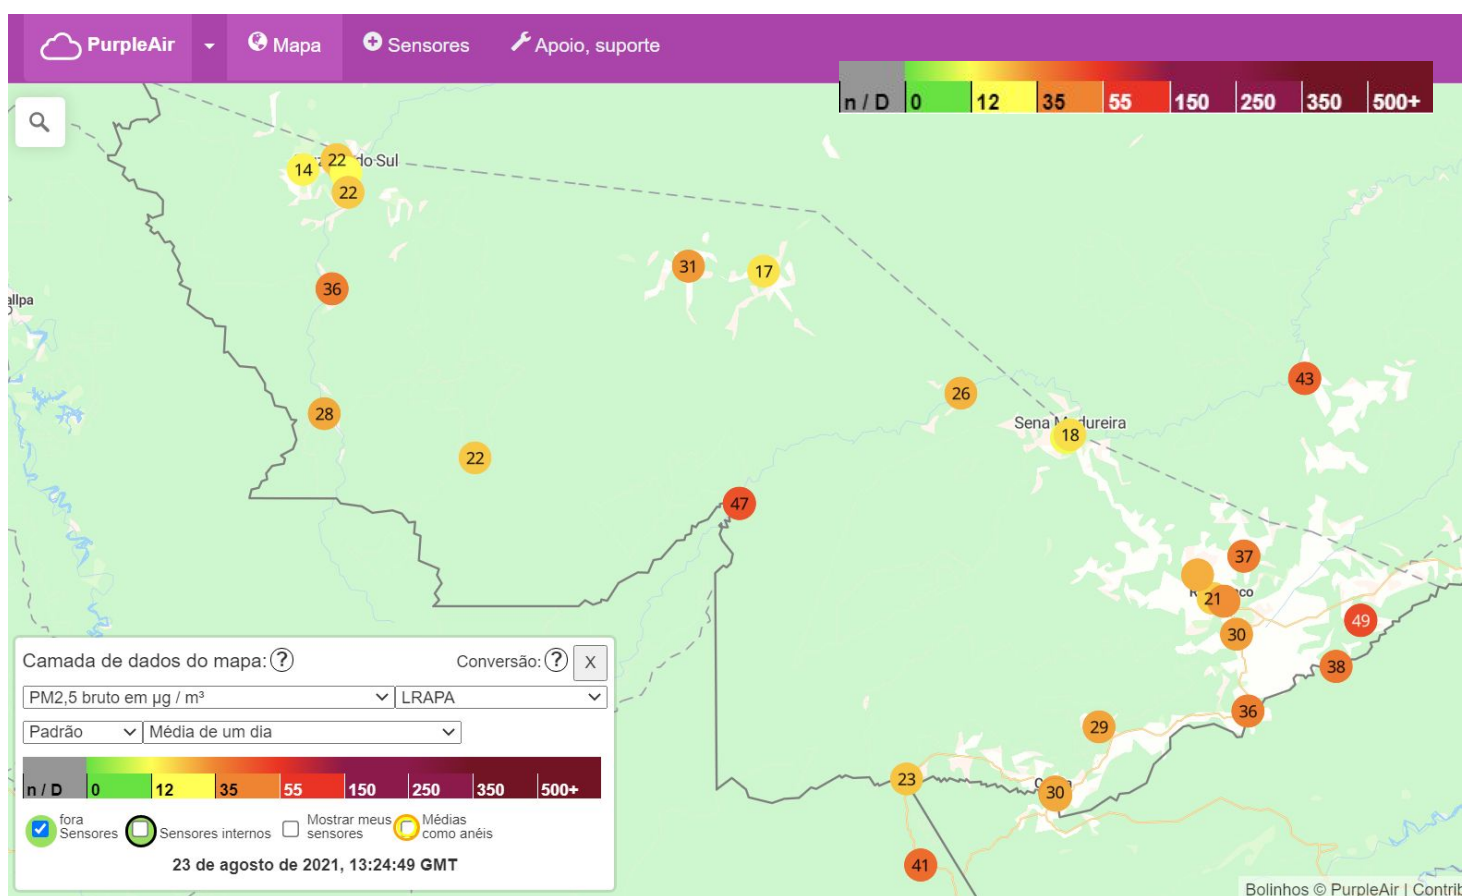 PurpleAir Mapa Sensores Apoio, suporte
n / D 0 12 35 55 150 250 350 500+
22 do Sul
14
22
31
17
36
allpa
43
26
28
Sena Madureira
18
22
47
37
21
49
30
38
36
29
23
30
41
Camada de dados do mapa: ? Conversão: ? X
PM2,5 bruto em µg / m³ LRAPA
Padrão Média de um dia
n / D 0 12 35 55 150 250 350 500+
fora
Sensores
Sensores internos
Mostrar meus
sensores
Médias
como anéis
23 de agosto de 2021, 13:24:49 GMT
Bolinhos © PurpleAir | Contrib